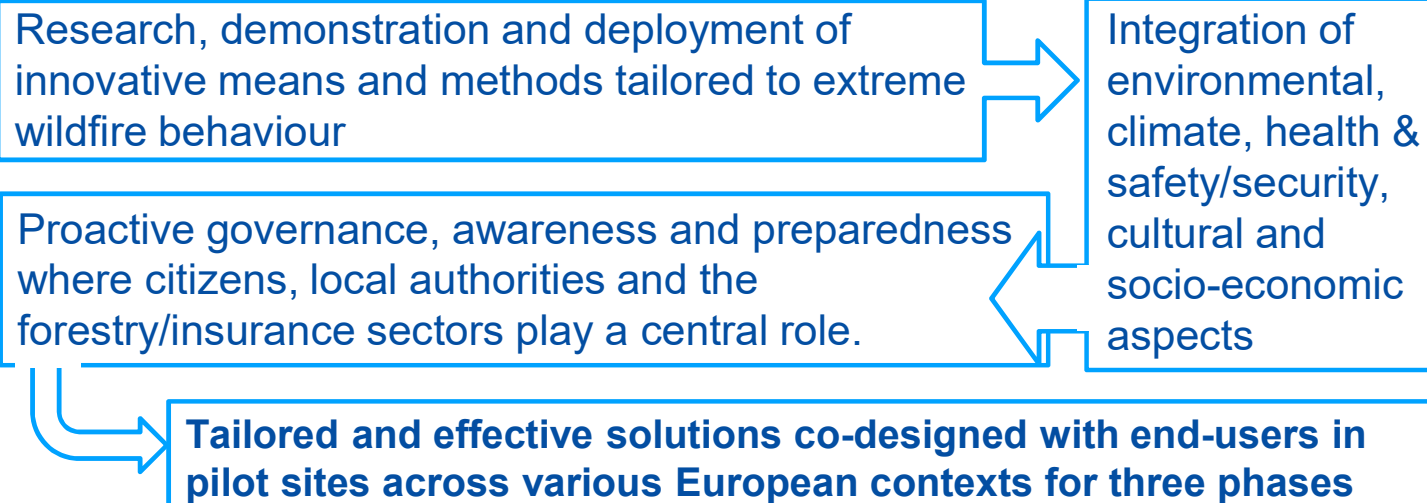 Research, demonstration and deployment of
innovative means and methods tailored to extreme
wildfire behaviour
Integration of
environmental,
climate, health &
safety/security,
cultural and
socio-economic
aspects
Proactive governance, awareness and preparedness
where citizens, local authorities and the
forestry/insurance sectors play a central role.
Tailored and effective solutions co-designed with end-users in
pilot sites across various European contexts for three phases